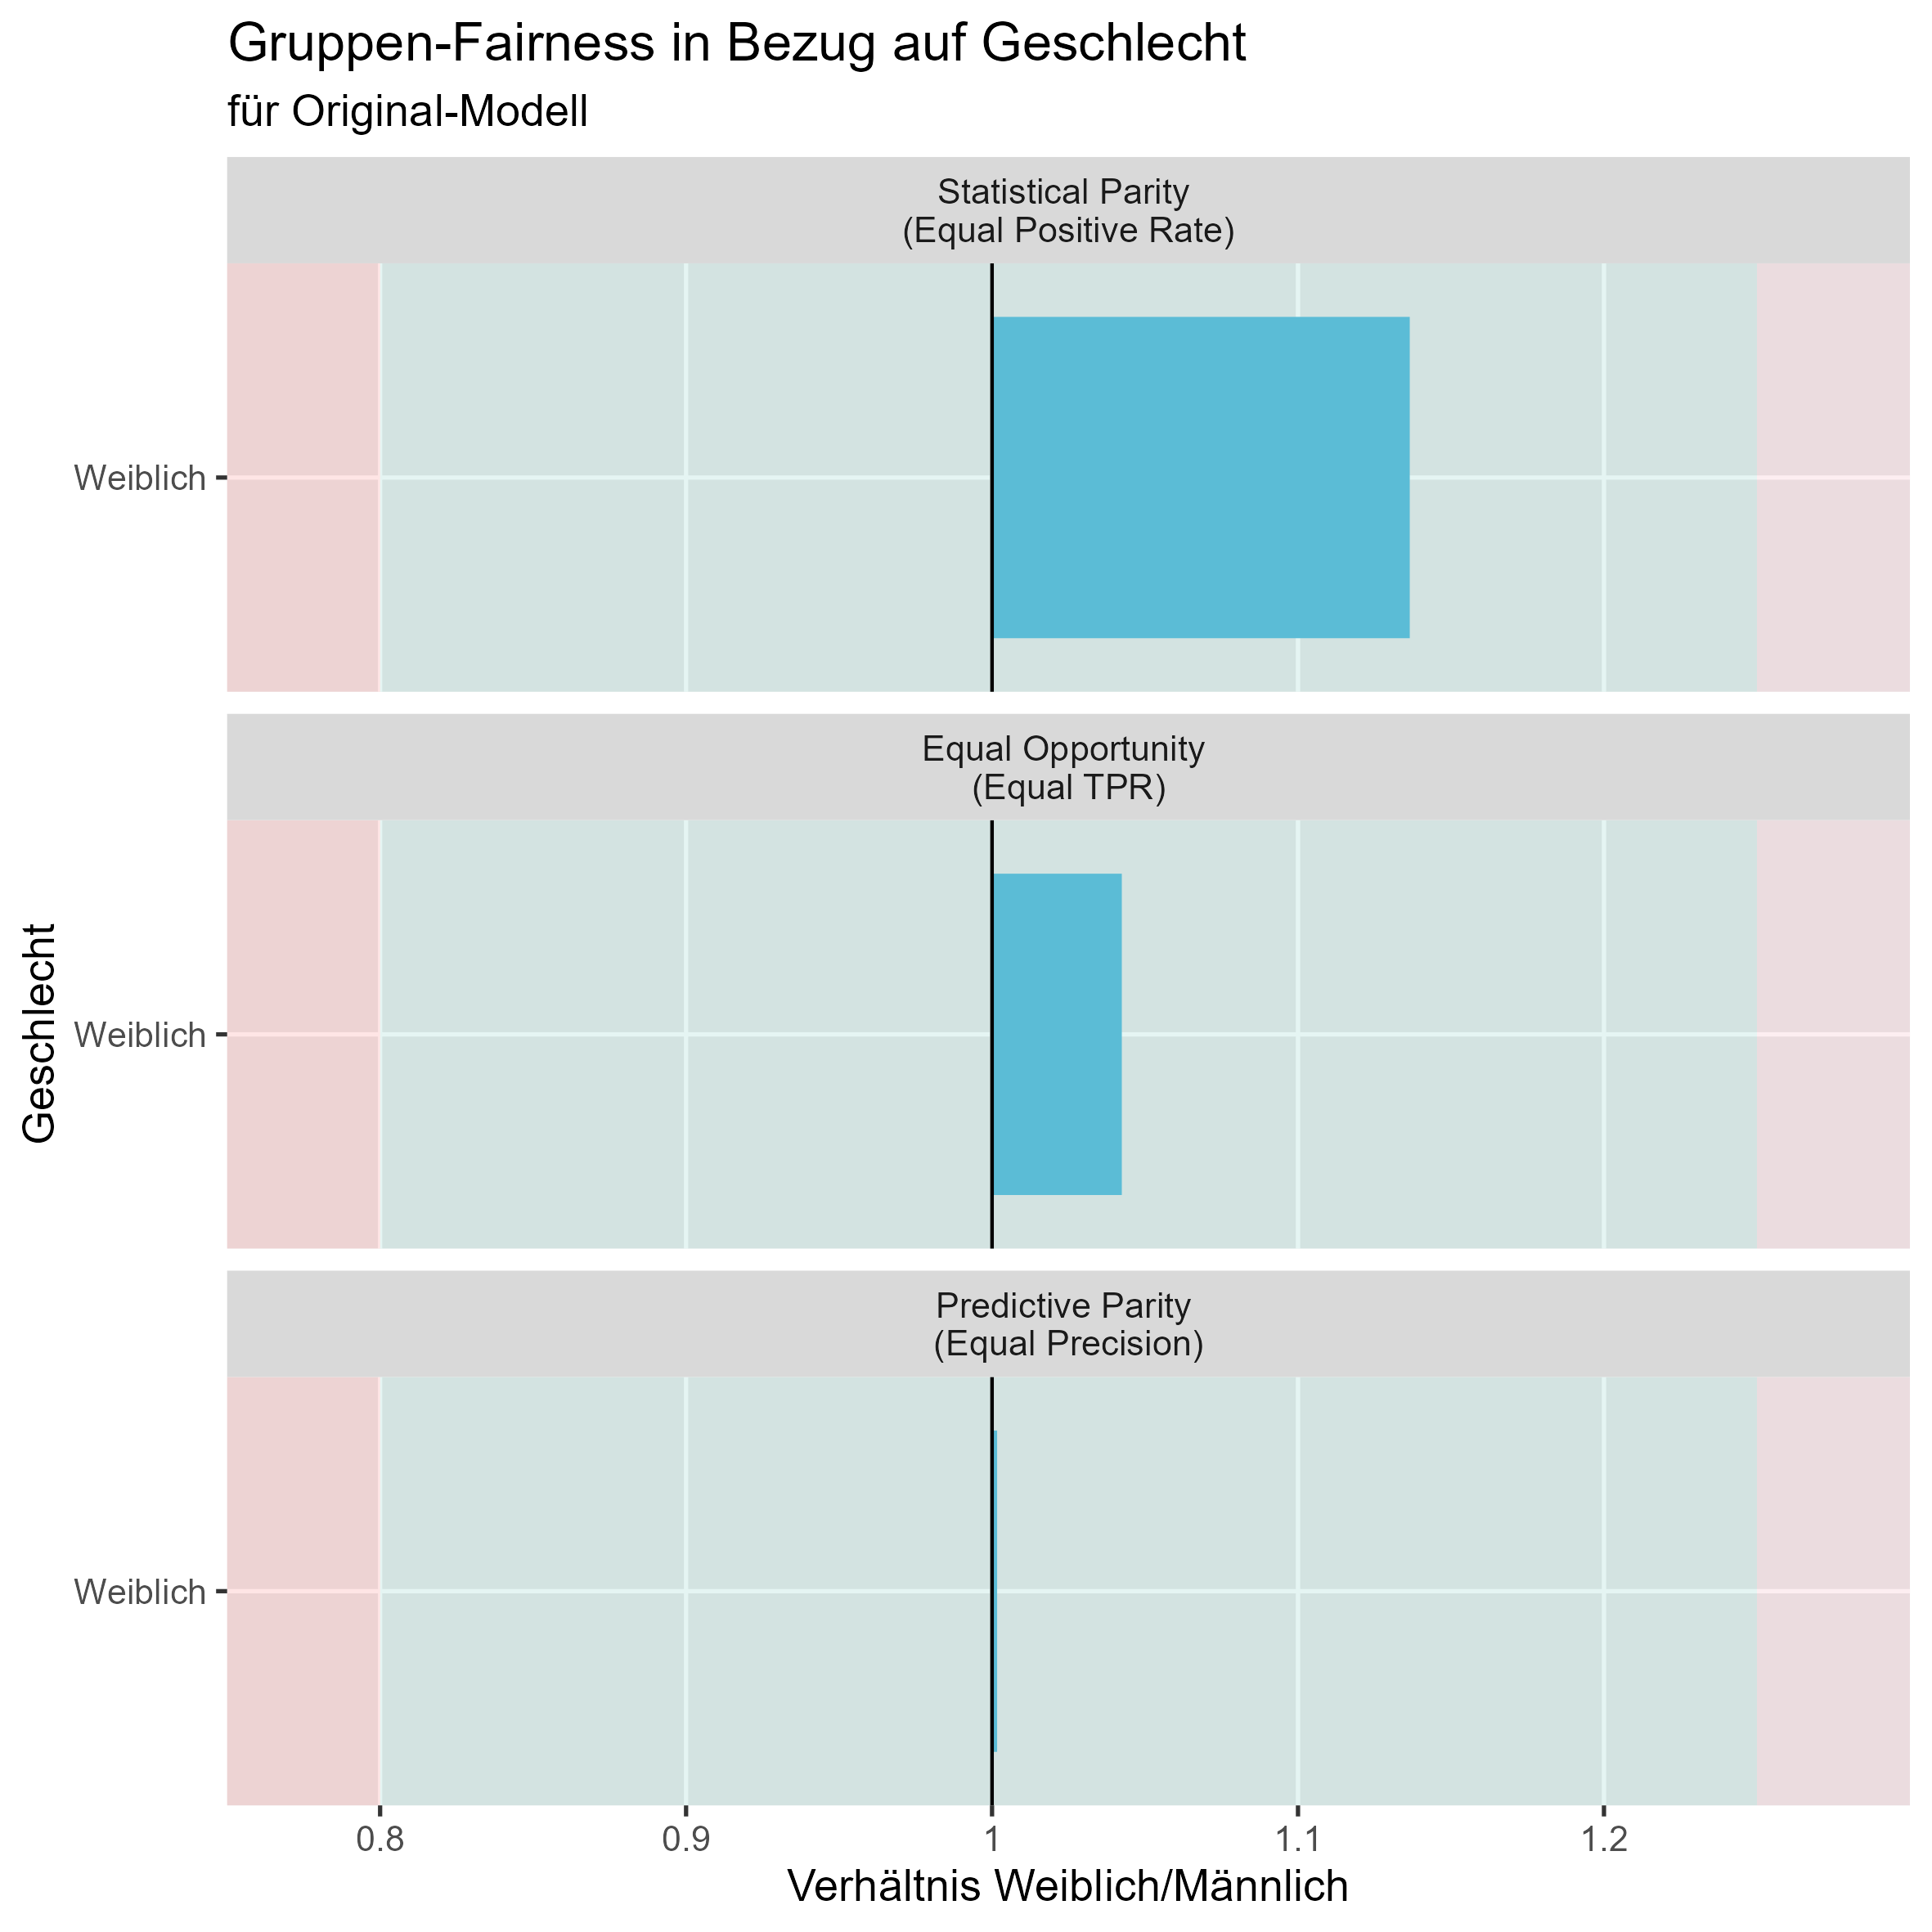 Gruppen-Fairness in Bezug auf Geschlecht
für Original-Modell
Statistical Parity
(Equal Positive Rate)
Weiblich
Equal Opportunity
(Equal TPR)
Weiblich
Geschlecht
Predictive Parity
(Equal Precision)
Weiblich
0.8 0.9 1 1.1 1.2
Verhältnis Weiblich/Männlich